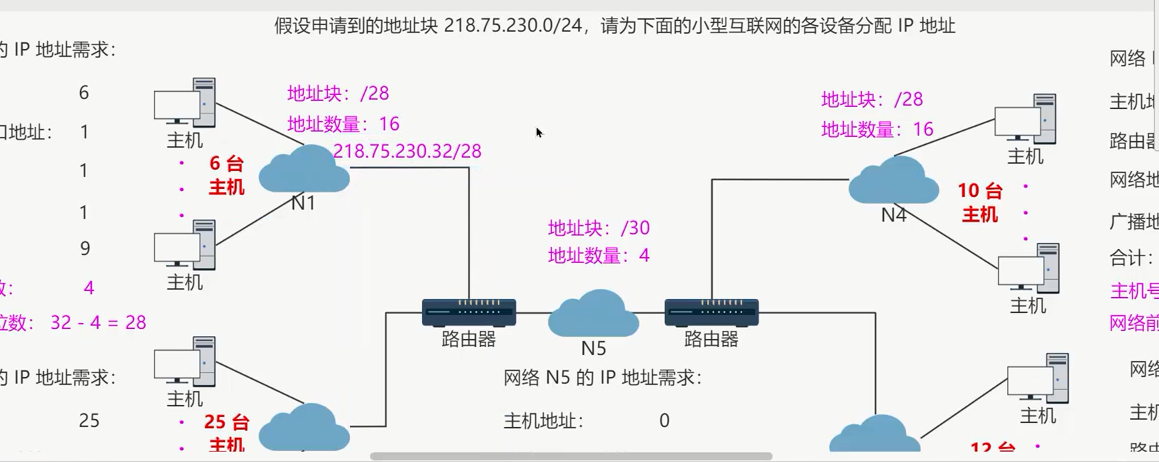 假设申请到的地址块 218.75.230.0/24，请为下面的小型互联网的各设备分配 IP 地址
的 IP 地址需求：
6
口地址： 1
1
1
9
数： 4
位数： 32 - 4 = 28
的 IP 地址需求：
25
主机
6 台
主机
主机
地址块：/28
地址数量：16
218.75.230.32/28
N1
主机
25 台
主机
路由器
地址块：/30
地址数量：4
N5
路由器
网络 N5 的 IP 地址需求：
主机地址： 0
地址块：/28
地址数量：16
N4
主机
10 台
主机
主机
主机
12 台
网络
主机地
路由器
网络地
广播地
合计：
主机号
网络前
网络
主机